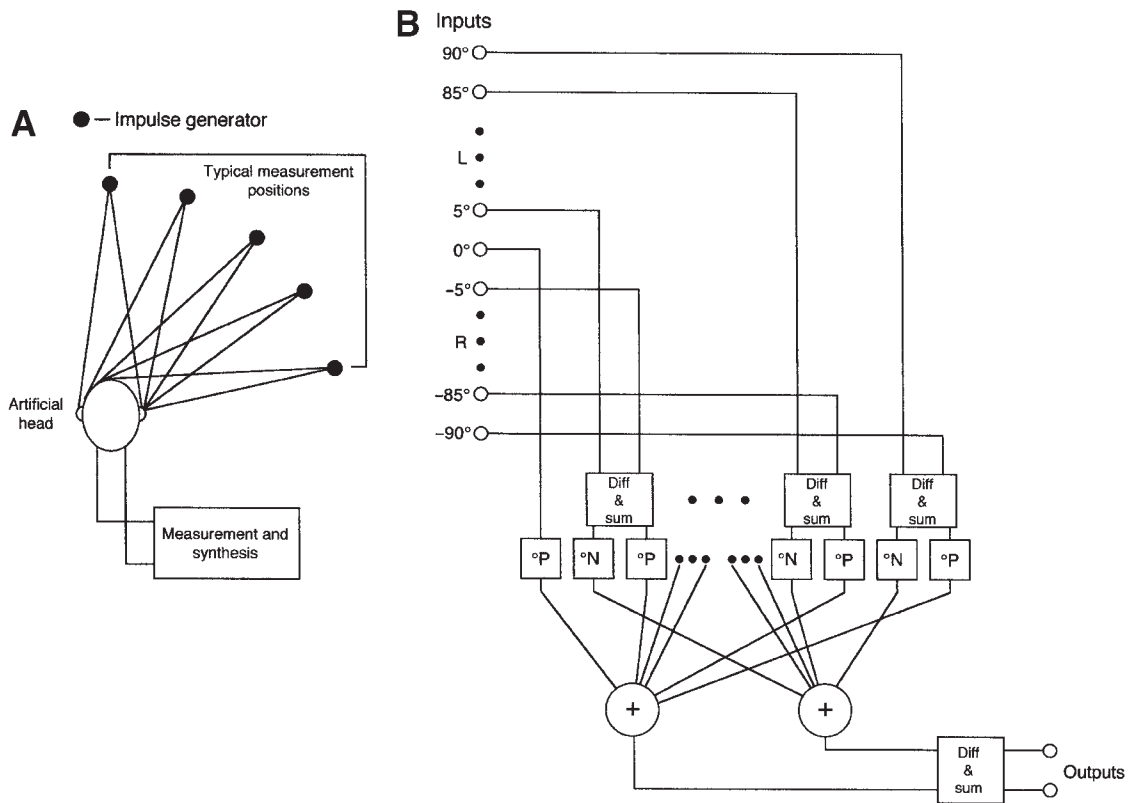 A
– Impulse generator
Typical measurement
positions
Artificial
head
Measurement and
synthesis
B
Inputs
90°
85°
L
5°
0°
–5°
R
–85°
–90°
Diff
&
sum
Diff
&
sum
Diff
&
sum
°P
°N
°P
°N
°P
°N
°P
+
+
Diff
&
sum
Outputs